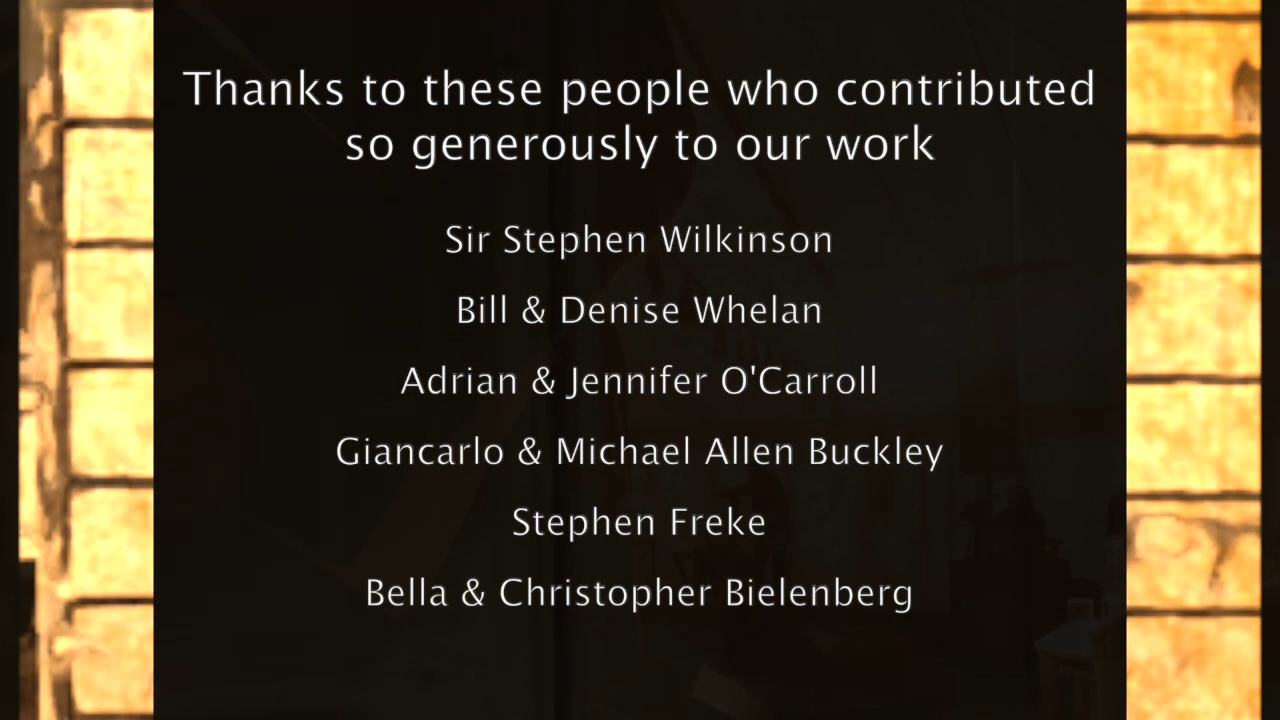 Thanks to these people who contributed
so generously to our work
Sir Stephen Wilkinson
Bill & Denise Whelan
Adrian & Jennifer O'Carroll
Giancarlo & Michael Allen Buckley
Stephen Freke
Bella & Christopher Bielenberg